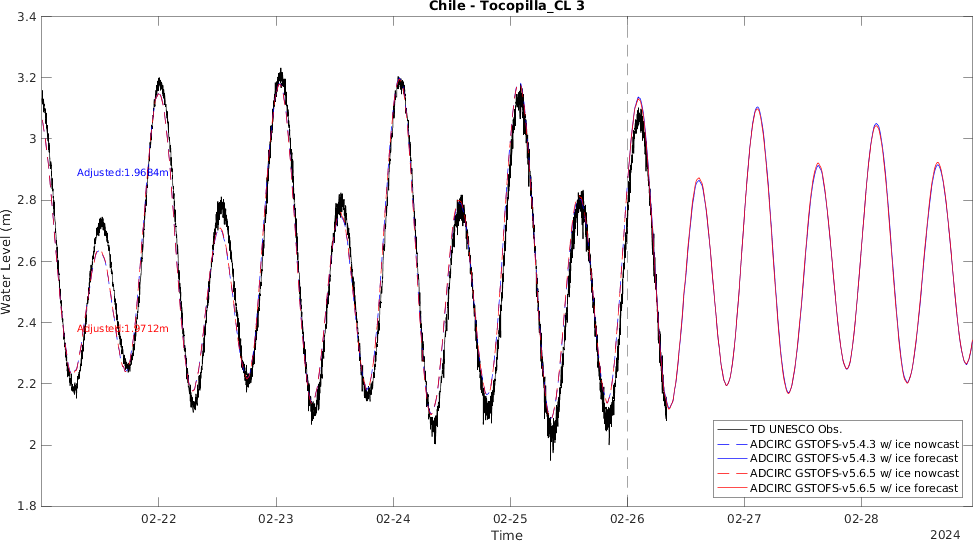 Chile - Tocopilla_CL 3
3.4
3.2
3
2.8
2.6
2.4
2.2
2
1.8
Water Level (m)
Adjusted:1.9684m
Adjusted:1.9712m
TD UNESCO Obs.
ADCIRC GSTOFS-v5.4.3 w/ ice nowcast
ADCIRC GSTOFS-v5.4.3 w/ ice forecast
ADCIRC GSTOFS-v5.6.5 w/ ice nowcast
ADCIRC GSTOFS-v5.6.5 w/ ice forecast
02-22
02-23
02-24
02-25
02-26
02-27
02-28
Time
2024